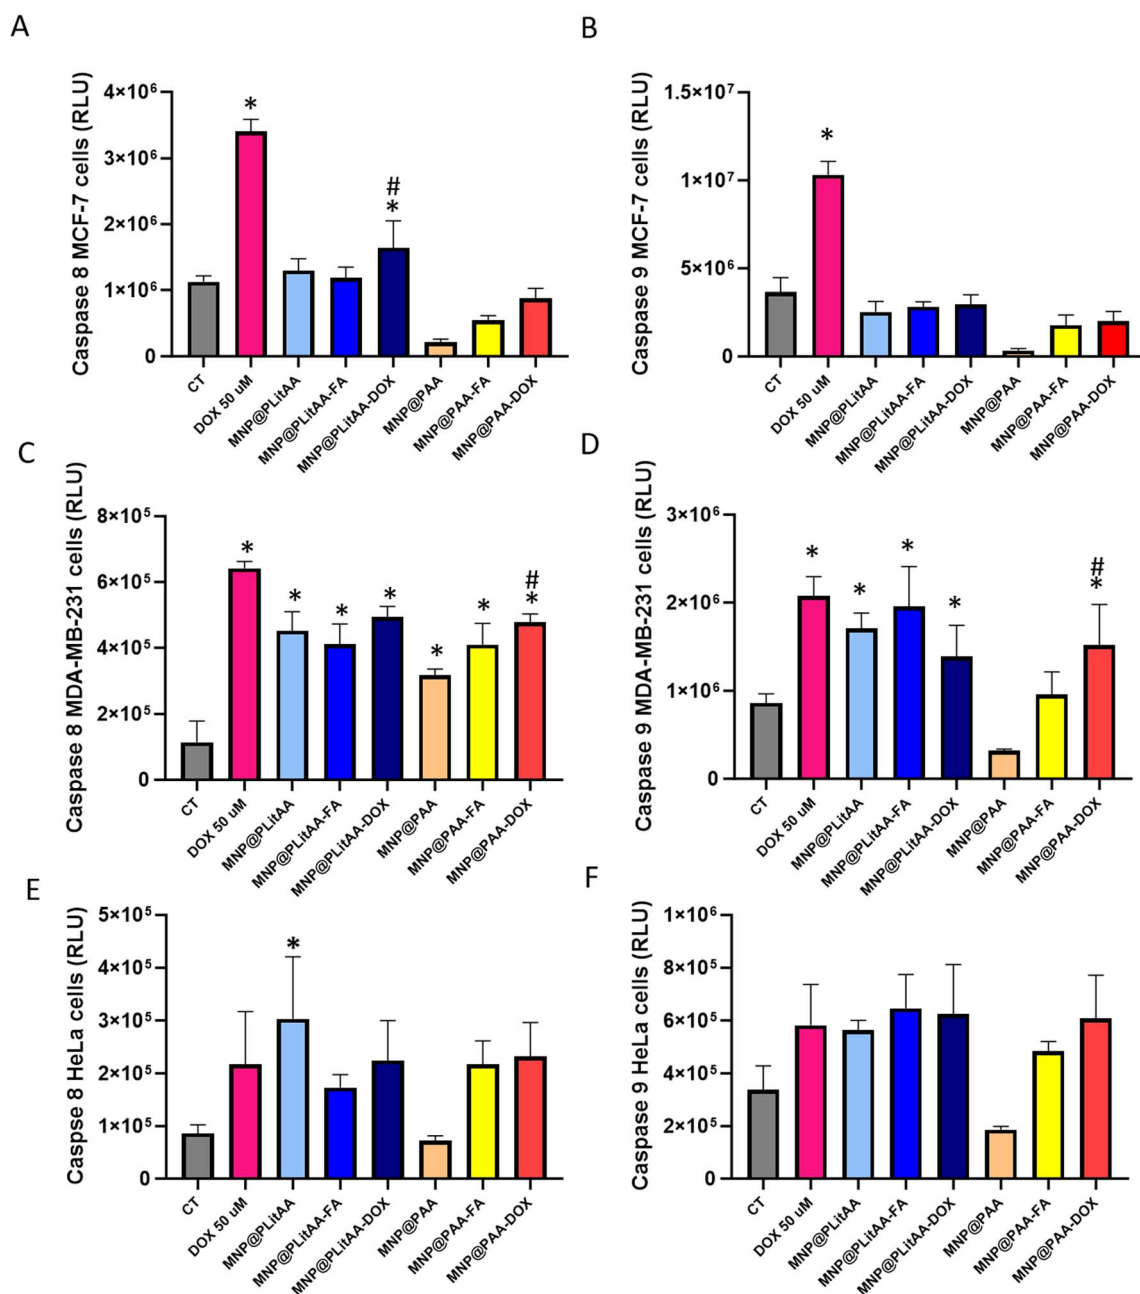 A
Caspase 8 MCF-7 cells (RLU)
4×10⁶
3×10⁶
2×10⁶
1×10⁶
0
*
#
*
CT
DOX 50 uM
MNP@PLitAA
MNP@PLitAA-FA
MNP@PLitAA-DOX
MNP@PAA
MNP@PAA-FA
MNP@PAA-DOX
B
Caspase 9 MCF-7 cells (RLU)
1.5×10⁷
1×10⁷
5×10⁶
0
*
CT
DOX 50 uM
MNP@PLitAA
MNP@PLitAA-FA
MNP@PLitAA-DOX
MNP@PAA
MNP@PAA-FA
MNP@PAA-DOX
C
Caspase 8 MDA-MB-231 cells (RLU)
8×10⁵
6×10⁵
4×10⁵
2×10⁵
0
*
*
*
*
*
*
#
*
CT
DOX 50 uM
MNP@PLitAA
MNP@PLitAA-FA
MNP@PLitAA-DOX
MNP@PAA
MNP@PAA-FA
MNP@PAA-DOX
D
Caspase 9 MDA-MB-231 cells (RLU)
3×10⁶
2×10⁶
1×10⁶
0
*
*
*
*
#
*
CT
DOX 50 uM
MNP@PLitAA
MNP@PLitAA-FA
MNP@PLitAA-DOX
MNP@PAA
MNP@PAA-FA
MNP@PAA-DOX
E
Caspse 8 HeLa cells (RLU)
5×10⁵
4×10⁵
3×10⁵
2×10⁵
1×10⁵
0
*
CT
DOX 50 uM
MNP@PLitAA
MNP@PLitAA-FA
MNP@PLitAA-DOX
MNP@PAA
MNP@PAA-FA
MNP@PAA-DOX
F
Caspase 9 HeLa cells (RLU)
1×10⁶
8×10⁵
6×10⁵
4×10⁵
2×10⁵
0
CT
DOX 50 uM
MNP@PLitAA
MNP@PLitAA-FA
MNP@PLitAA-DOX
MNP@PAA
MNP@PAA-FA
MNP@PAA-DOX